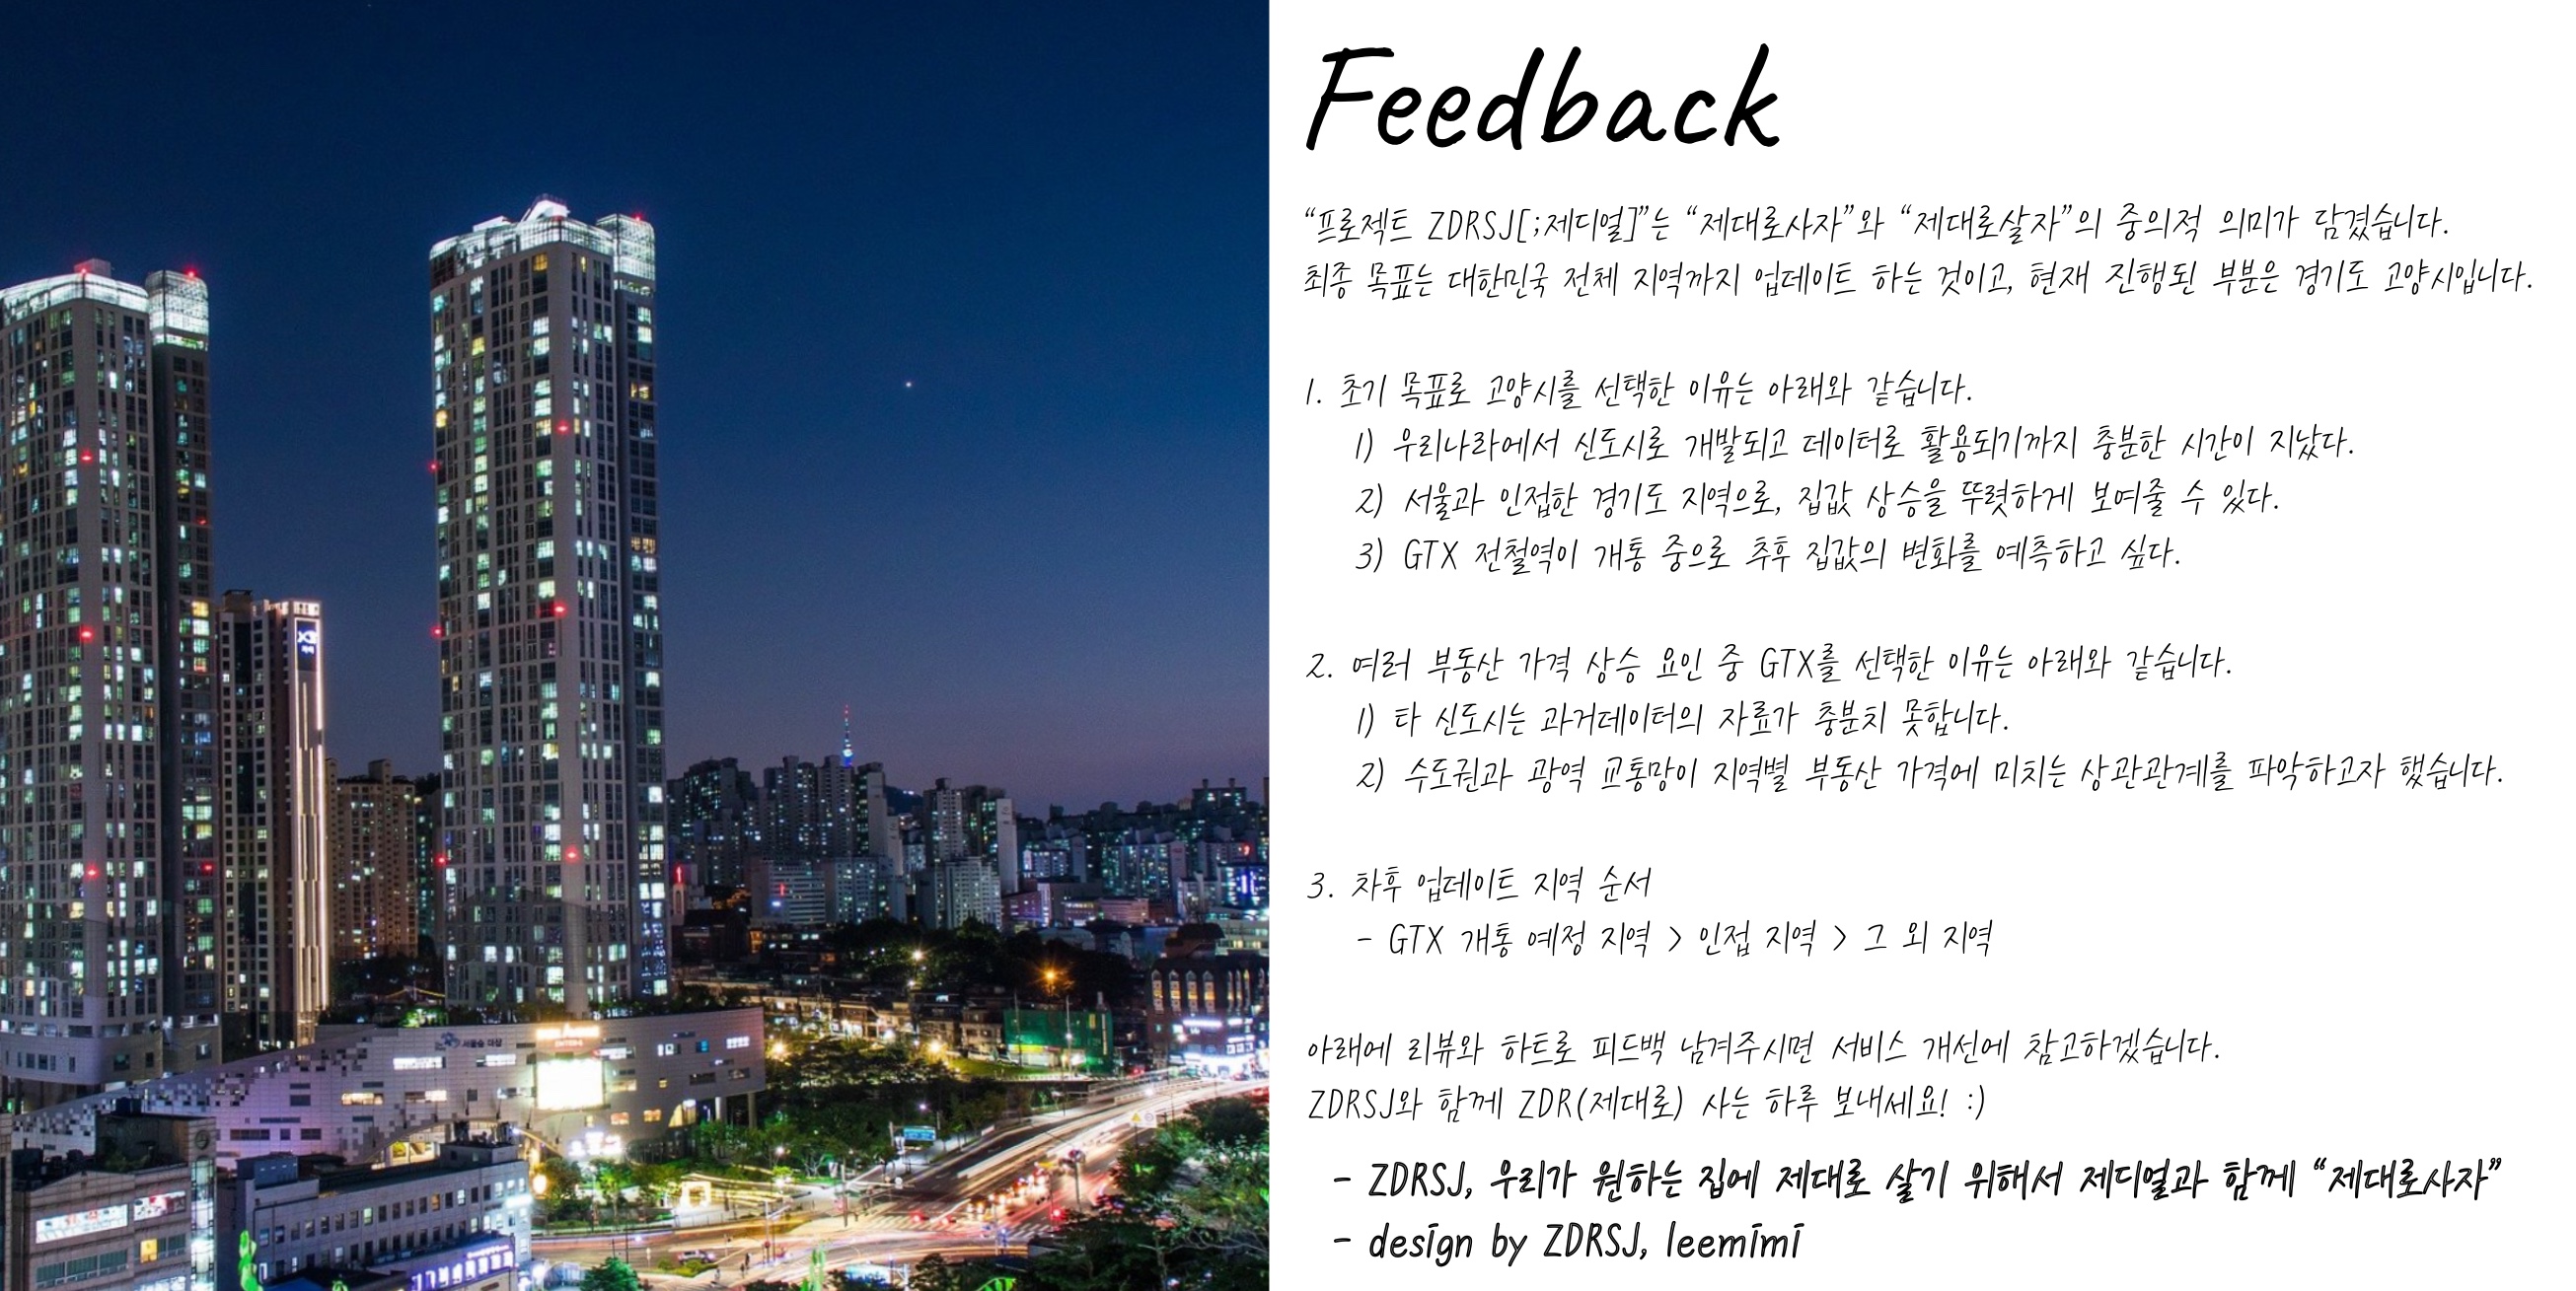 Feedback
“프로젝트 ZDRSJ[;제디얼]”는 “제대로사자”와 “제대로살자”의 중의적 의미가 담겼습니다.
최종 목표는 대한민국 전체 지역까지 업데이트 하는 것이고, 현재 진행된 부분은 경기도 고양시입니다.
1. 초기 목표로 고양시를 선택한 이유는 아래와 같습니다.
1) 우리나라에서 신도시로 개발되고 데이터로 활용되기까지 충분한 시간이 지났다.
2) 서울과 인접한 경기도 지역으로, 집값 상승을 뚜렷하게 보여줄 수 있다.
3) GTX 전철역이 개통 중으로 추후 집값의 변화를 예측하고 싶다.
2. 여러 부동산 가격 상승 요인 중 GTX를 선택한 이유는 아래와 같습니다.
1) 타 신도시는 과거데이터의 자료가 충분치 못합니다.
2) 수도권과 광역 교통망이 지역별 부동산 가격에 미치는 상관관계를 파악하고자 했습니다.
3. 차후 업데이트 지역 순서
- GTX 개통 예정 지역 > 인접 지역 > 그 외 지역
아래에 리뷰와 하트로 피드백 남겨주시면 서비스 개선에 참고하겠습니다.
ZDRSJ와 함께 ZDR(제대로) 사는 하루 보내세요! :)
- ZDRSJ, 우리가 원하는 집에 제대로 살기 위해서 제디얼과 함께 “제대로사자”
- design by ZDRSJ, leemimi